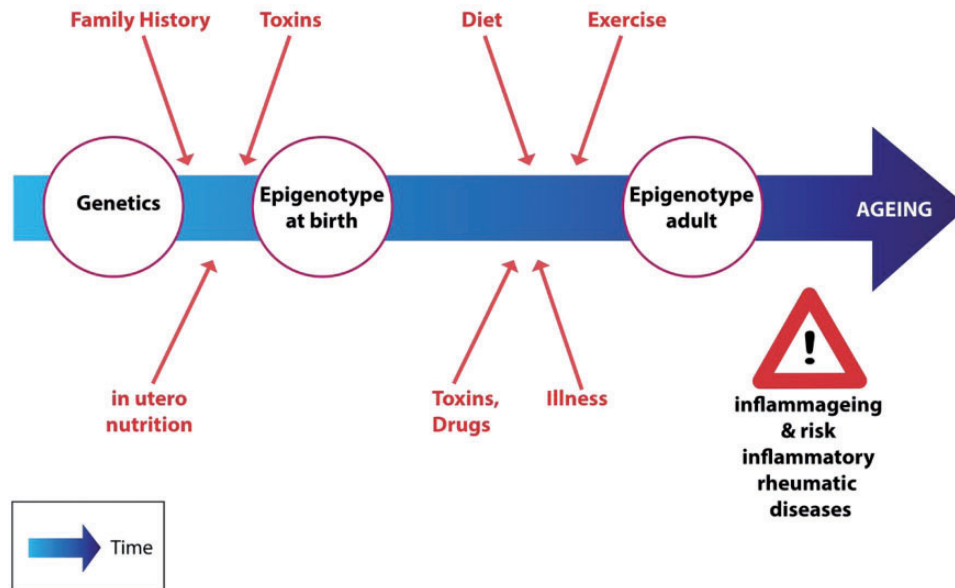 Family History
Toxins
Diet
Exercise
Genetics
Epigenotype
at birth
Epigenotype
adult
AGEING
in utero
nutrition
Toxins,
Drugs
Illness
!
inflammageing
& risk
inflammatory
rheumatic
diseases
Time